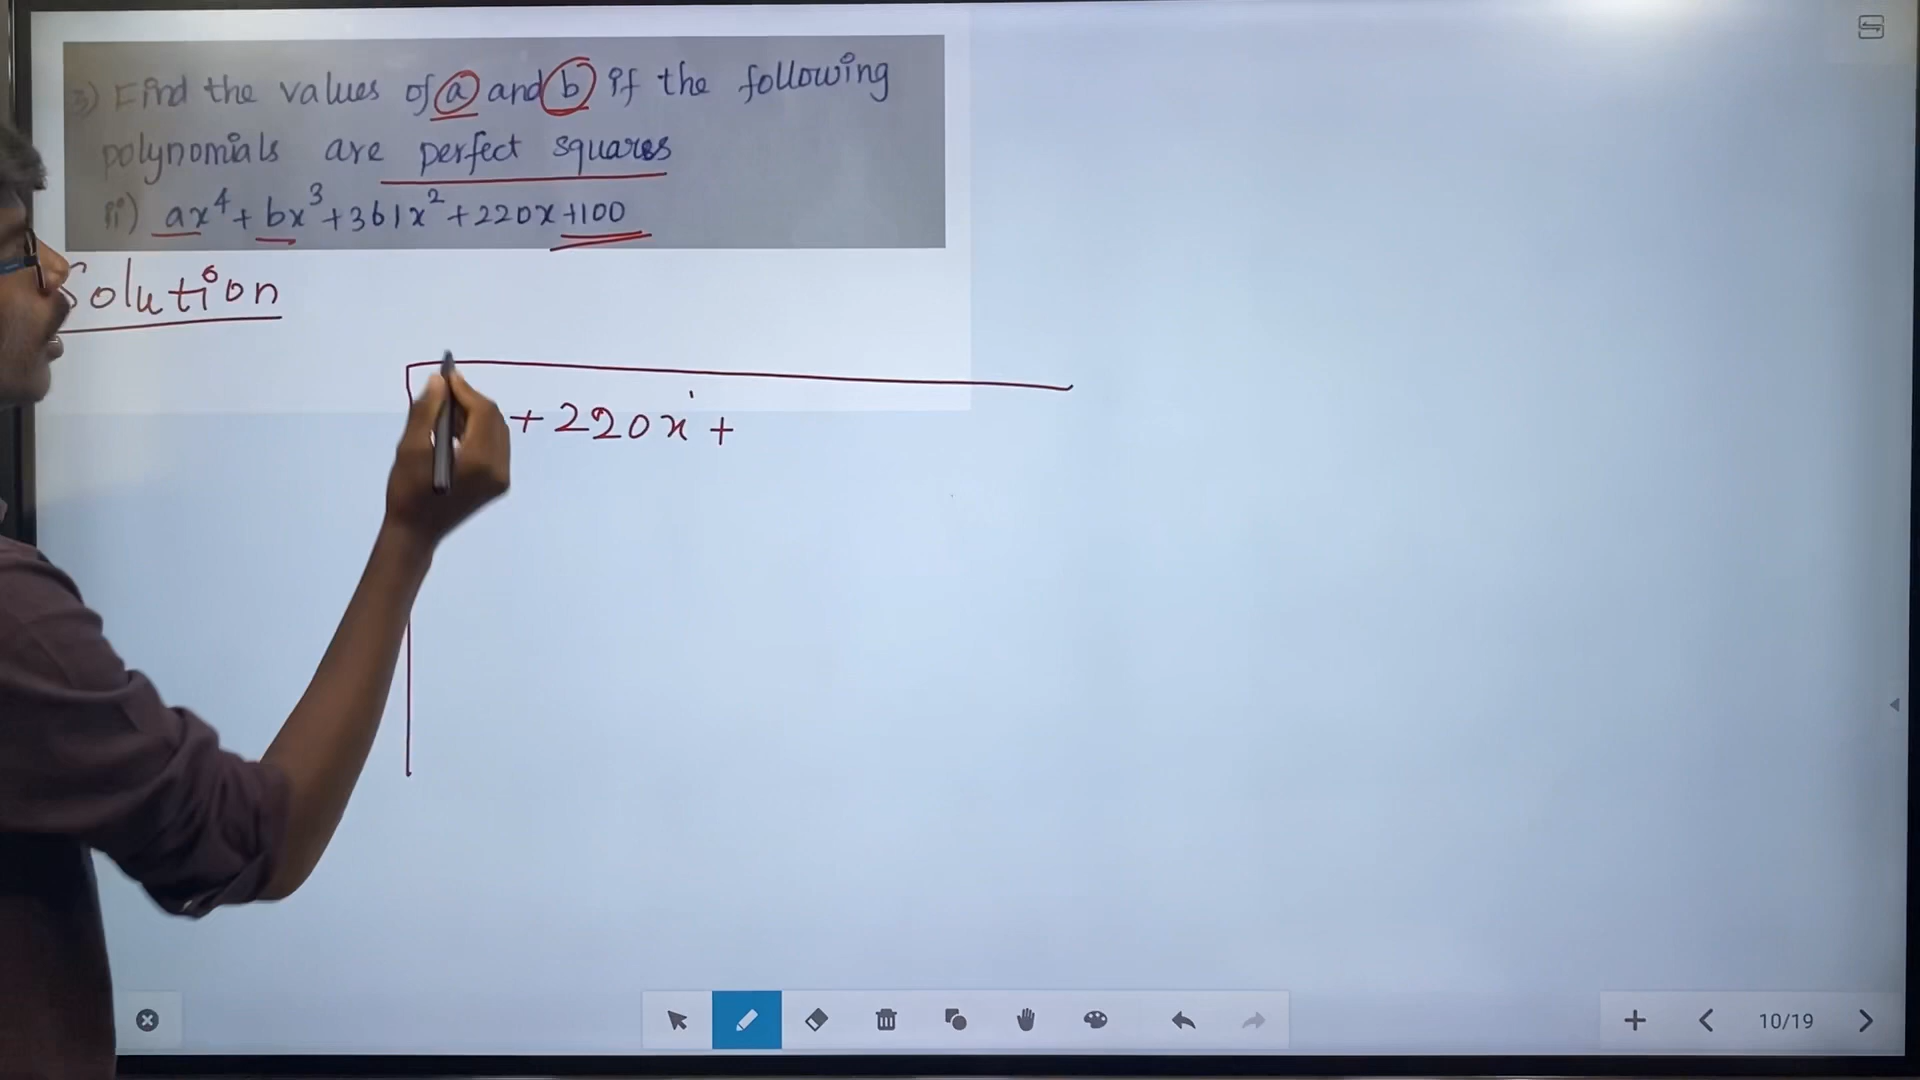 3) Find the values of a and b if the following
polynomials are perfect squares
ii) ax⁴ + bx³ + 361x² + 220x + 100
Solution
+ 220x +
10/19